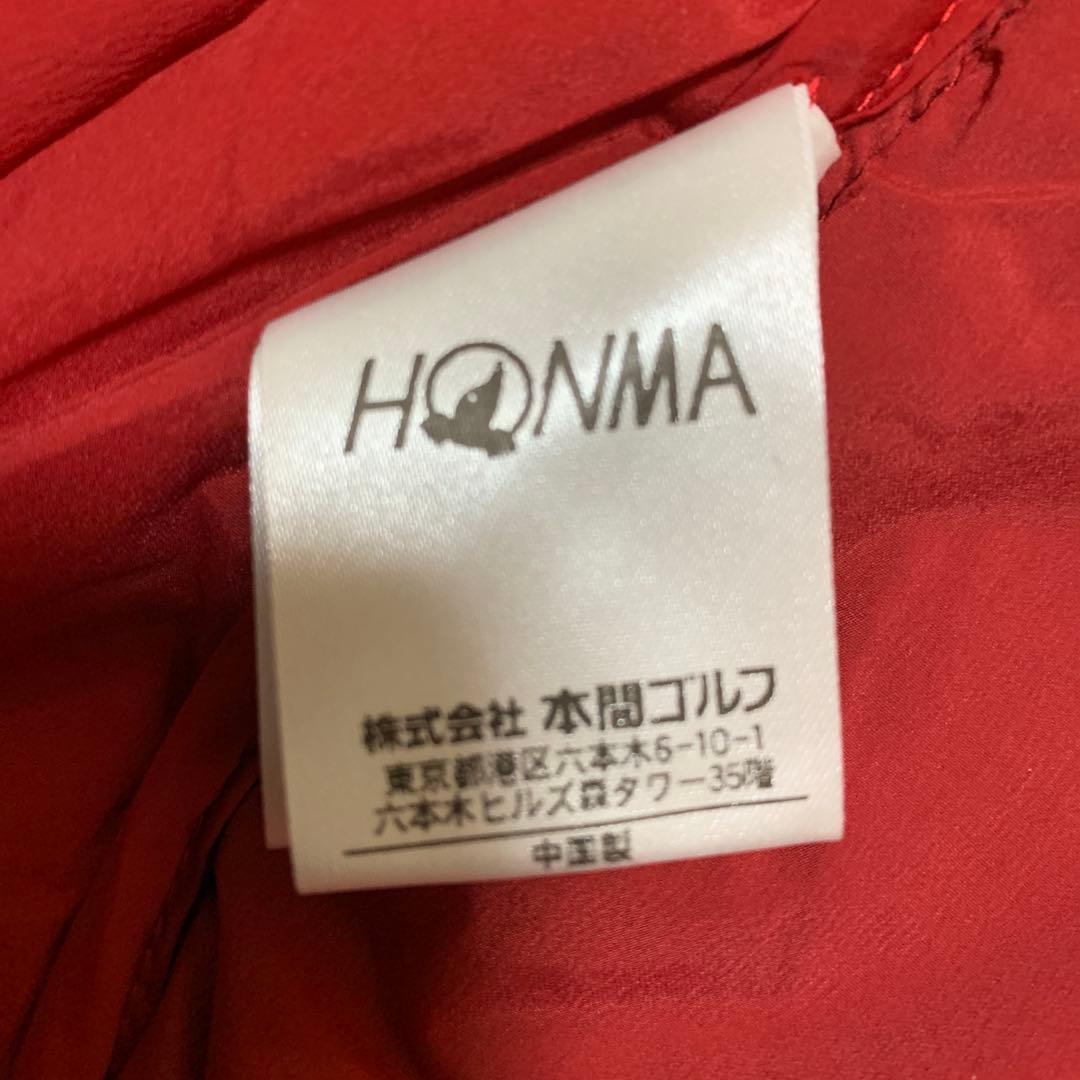 HONMA
株式会社 本間ゴルフ
東京都港区六本木6-10-1
六本木ヒルズ森タワー35階
中国製